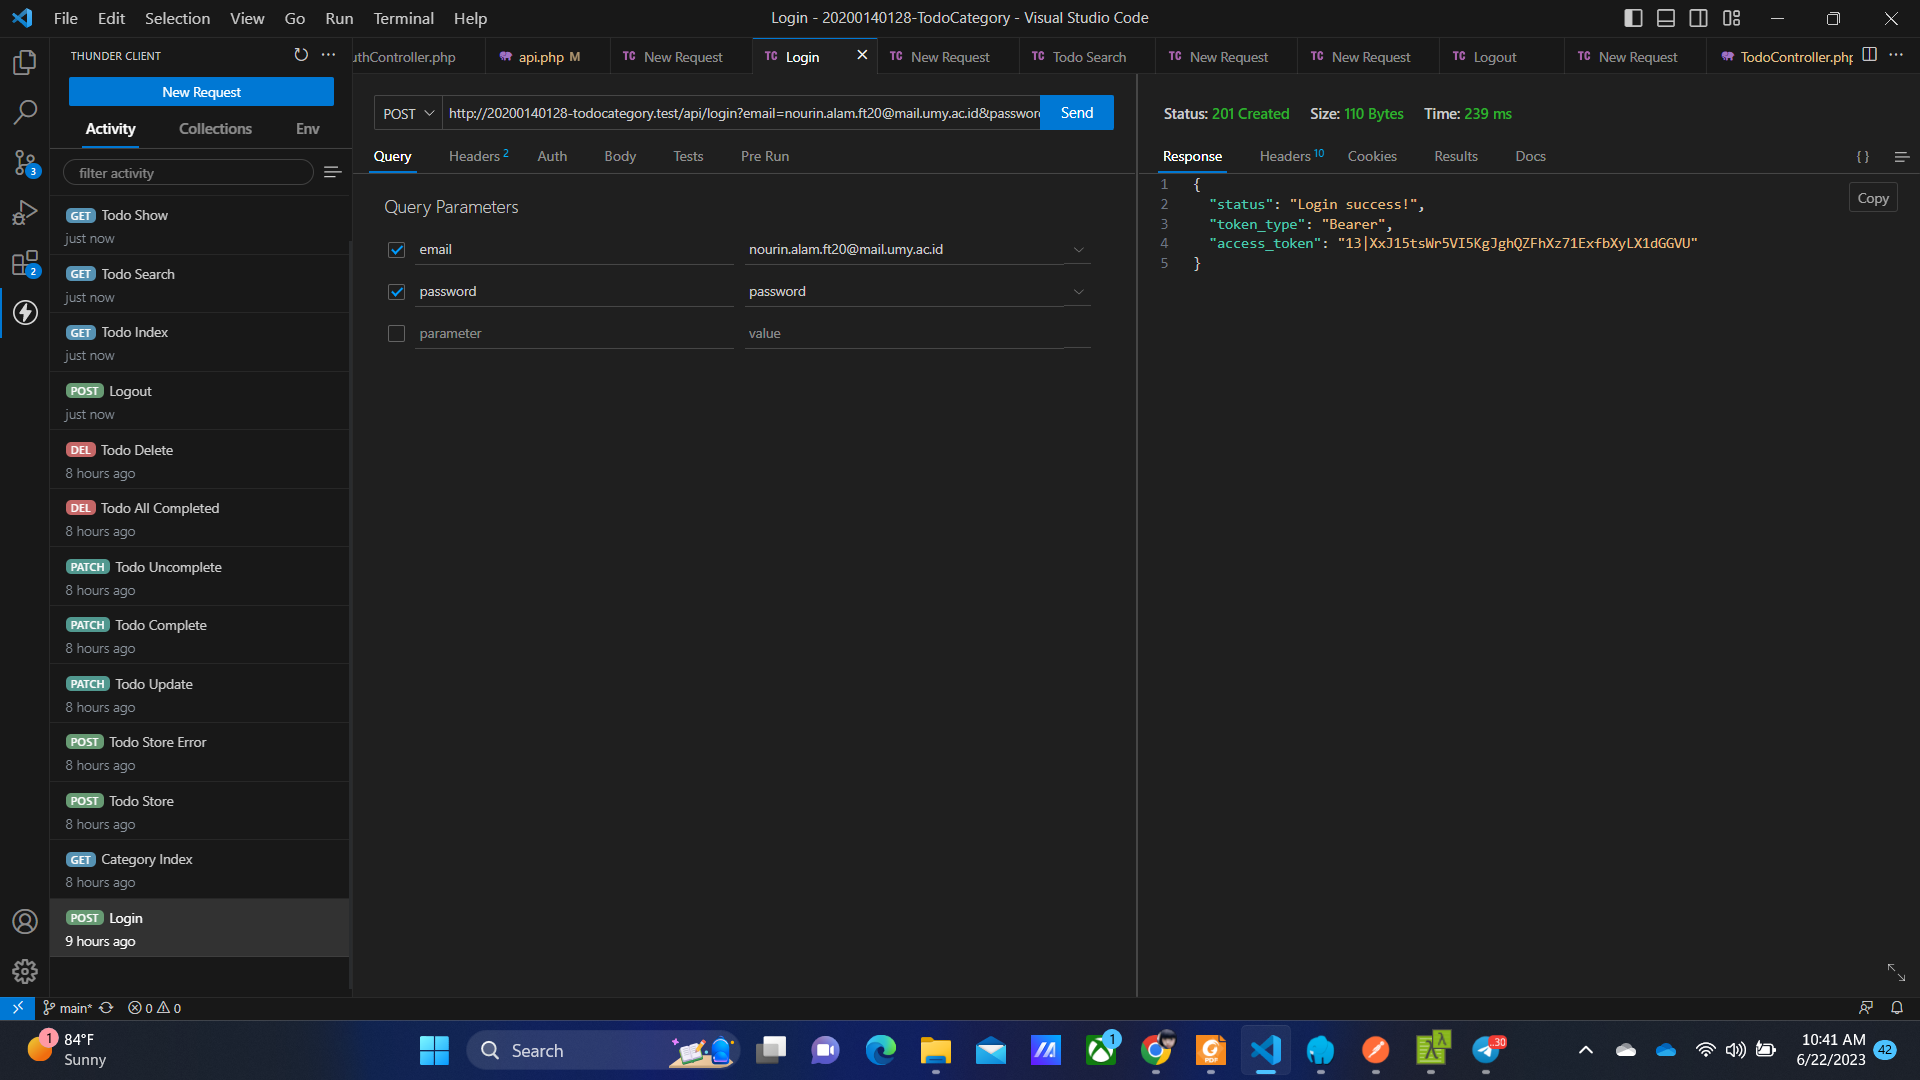 File Edit Selection View Go Run Terminal Help
Login - 20200140128-TodoCategory - Visual Studio Code
THUNDER CLIENT
New Request
Activity Collections Env
filter activity
GET Todo Show
just now
GET Todo Search
just now
GET Todo Index
just now
POST Logout
just now
DEL Todo Delete
8 hours ago
DEL Todo All Completed
8 hours ago
PATCH Todo Uncomplete
8 hours ago
PATCH Todo Complete
8 hours ago
PATCH Todo Update
8 hours ago
POST Todo Store Error
8 hours ago
POST Todo Store
8 hours ago
GET Category Index
8 hours ago
POST Login
9 hours ago
3
2
uthController.php api.php M TC New Request TC Login TC New Request TC Todo Search TC New Request TC New Request TC Logout TC New Request TodoController.php
POST http://20200140128-todocategory.test/api/login?email=nourin.alam.ft20@mail.umy.ac.id&password Send
Query Headers 2 Auth Body Tests Pre Run
Query Parameters
email nourin.alam.ft20@mail.umy.ac.id
password password
parameter value
Status: 201 Created Size: 110 Bytes Time: 239 ms
Response Headers 10 Cookies Results Docs { }
Copy
1 {
2 "status": "Login success!",
3 "token_type": "Bearer",
4 "access_token": "13|XxJ15tsWr5VI5KgJghQZFhXz71ExfbXyLX1dGGVU"
5 }
main* 0 0
1 84°F
Sunny
Search
1
PDF
λ λ
30
10:41 AM
6/22/2023
42